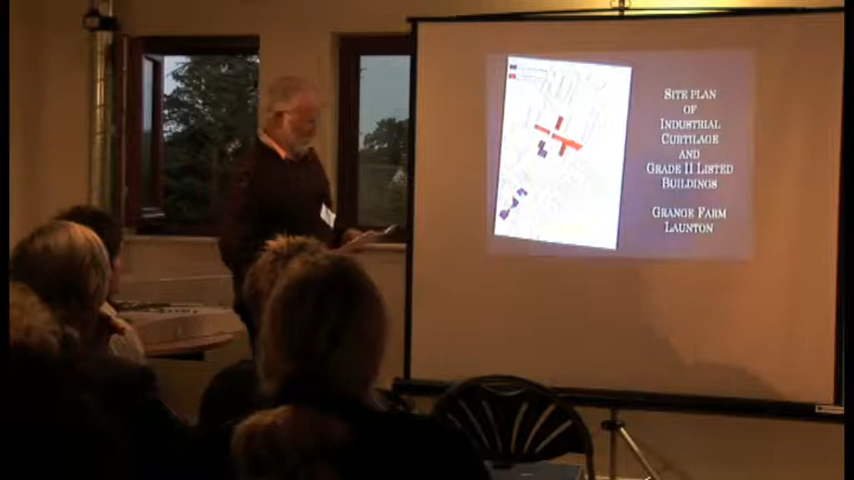 SITE PLAN
OF
INDUSTRIAL
CURTILAGE
AND
GRADE II LISTED
BUILDINGS
GRANGE FARM
LAUNTON